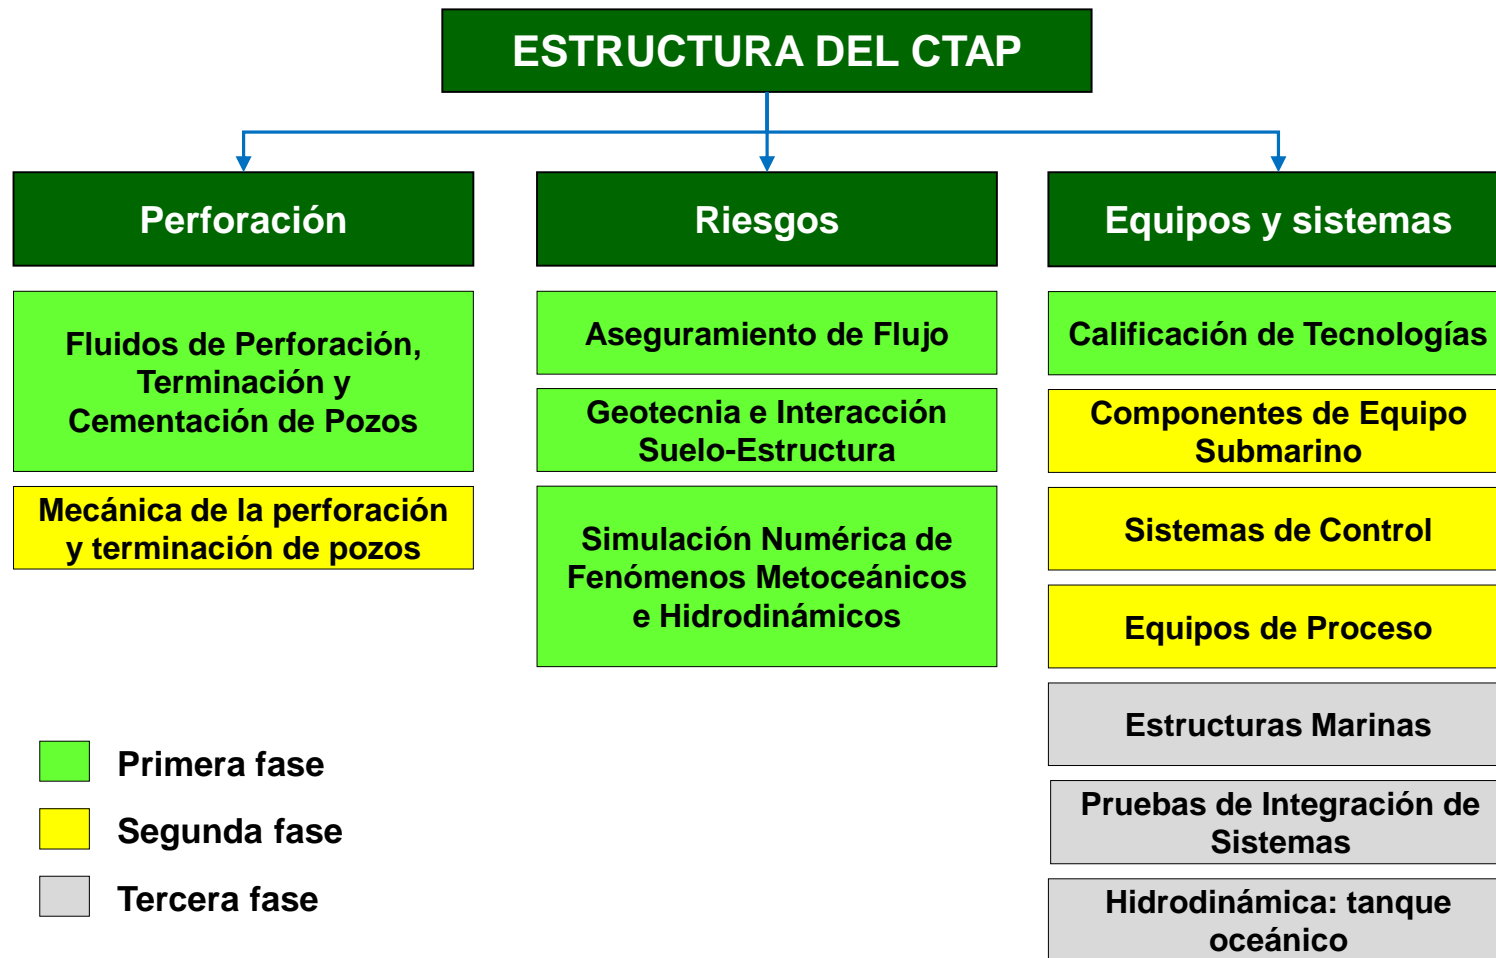 ESTRUCTURA DEL CTAP
Perforación
Fluidos de Perforación,
Terminación y
Cementación de Pozos
Mecánica de la perforación
y terminación de pozos
Riesgos
Aseguramiento de Flujo
Geotecnia e Interacción
Suelo-Estructura
Simulación Numérica de
Fenómenos Metoceánicos
e Hidrodinámicos
Equipos y sistemas
Calificación de Tecnologías
Componentes de Equipo
Submarino
Sistemas de Control
Equipos de Proceso
Estructuras Marinas
Pruebas de Integración de
Sistemas
Hidrodinámica: tanque
oceánico
Primera fase
Segunda fase
Tercera fase